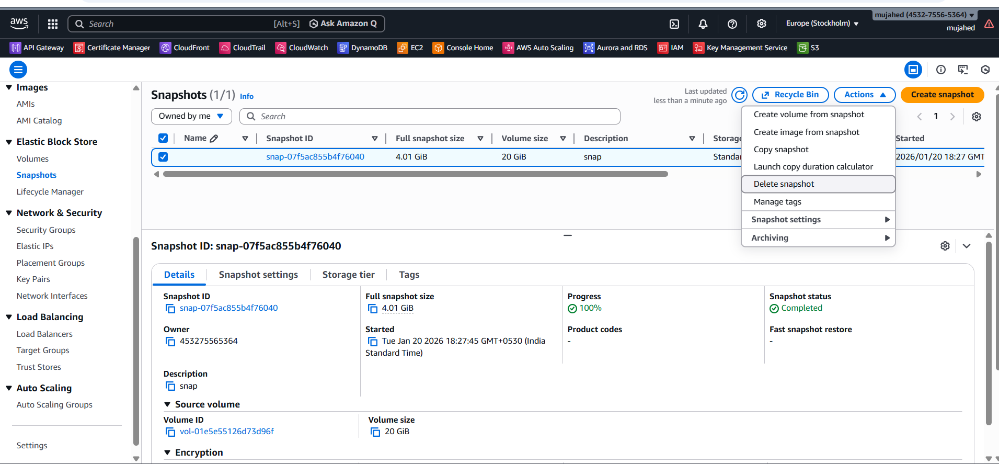 aws
Search [Alt+S] Ask Amazon Q
Europe (Stockholm) ▼
mujahed (4532-7556-5364) ▼
mujahed
API Gateway Certificate Manager CloudFront CloudTrail CloudWatch DynamoDB EC2 Console Home AWS Auto Scaling Aurora and RDS IAM Key Management Service S3
Images
AMIs
AMI Catalog
Elastic Block Store
Volumes
Snapshots
Lifecycle Manager
Network & Security
Security Groups
Elastic IPs
Placement Groups
Key Pairs
Network Interfaces
Load Balancing
Load Balancers
Target Groups
Trust Stores
Auto Scaling
Auto Scaling Groups
Settings
Snapshots (1/1) Info
Last updated
less than a minute ago
Recycle Bin
Actions
Create snapshot
Owned by me
Search
1
Name Snapshot ID Full snapshot size Volume size Description Storage Started
snap-07f5ac855b4f76040 4.01 GiB 20 GiB snap Standa 2026/01/20 18:27 GMT
Create volume from snapshot
Create image from snapshot
Copy snapshot
Launch copy duration calculator
Delete snapshot
Manage tags
Snapshot settings
Archiving
Snapshot ID: snap-07f5ac855b4f76040
Details Snapshot settings Storage tier Tags
Snapshot ID
snap-07f5ac855b4f76040
Full snapshot size
4.01 GiB
Progress
100%
Snapshot status
Completed
Owner
453275565364
Started
Tue Jan 20 2026 18:27:45 GMT+0530 (India
Standard Time)
Product codes
-
Fast snapshot restore
-
Description
snap
Source volume
Volume ID
vol-01e5e55126d73d96f
Volume size
20 GiB
Encryption